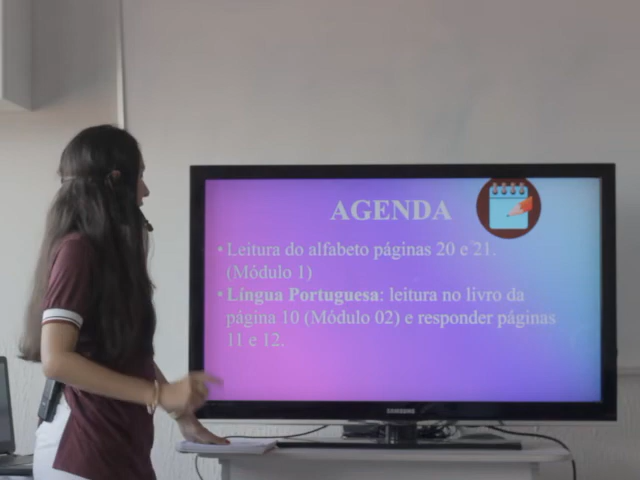 AGENDA
• Leitura do alfabeto páginas 20 e 21.
(Módulo 1)
• Língua Portuguesa: leitura no livro da
página 10 (Módulo 02) e responder páginas
11 e 12.
SAMSUNG